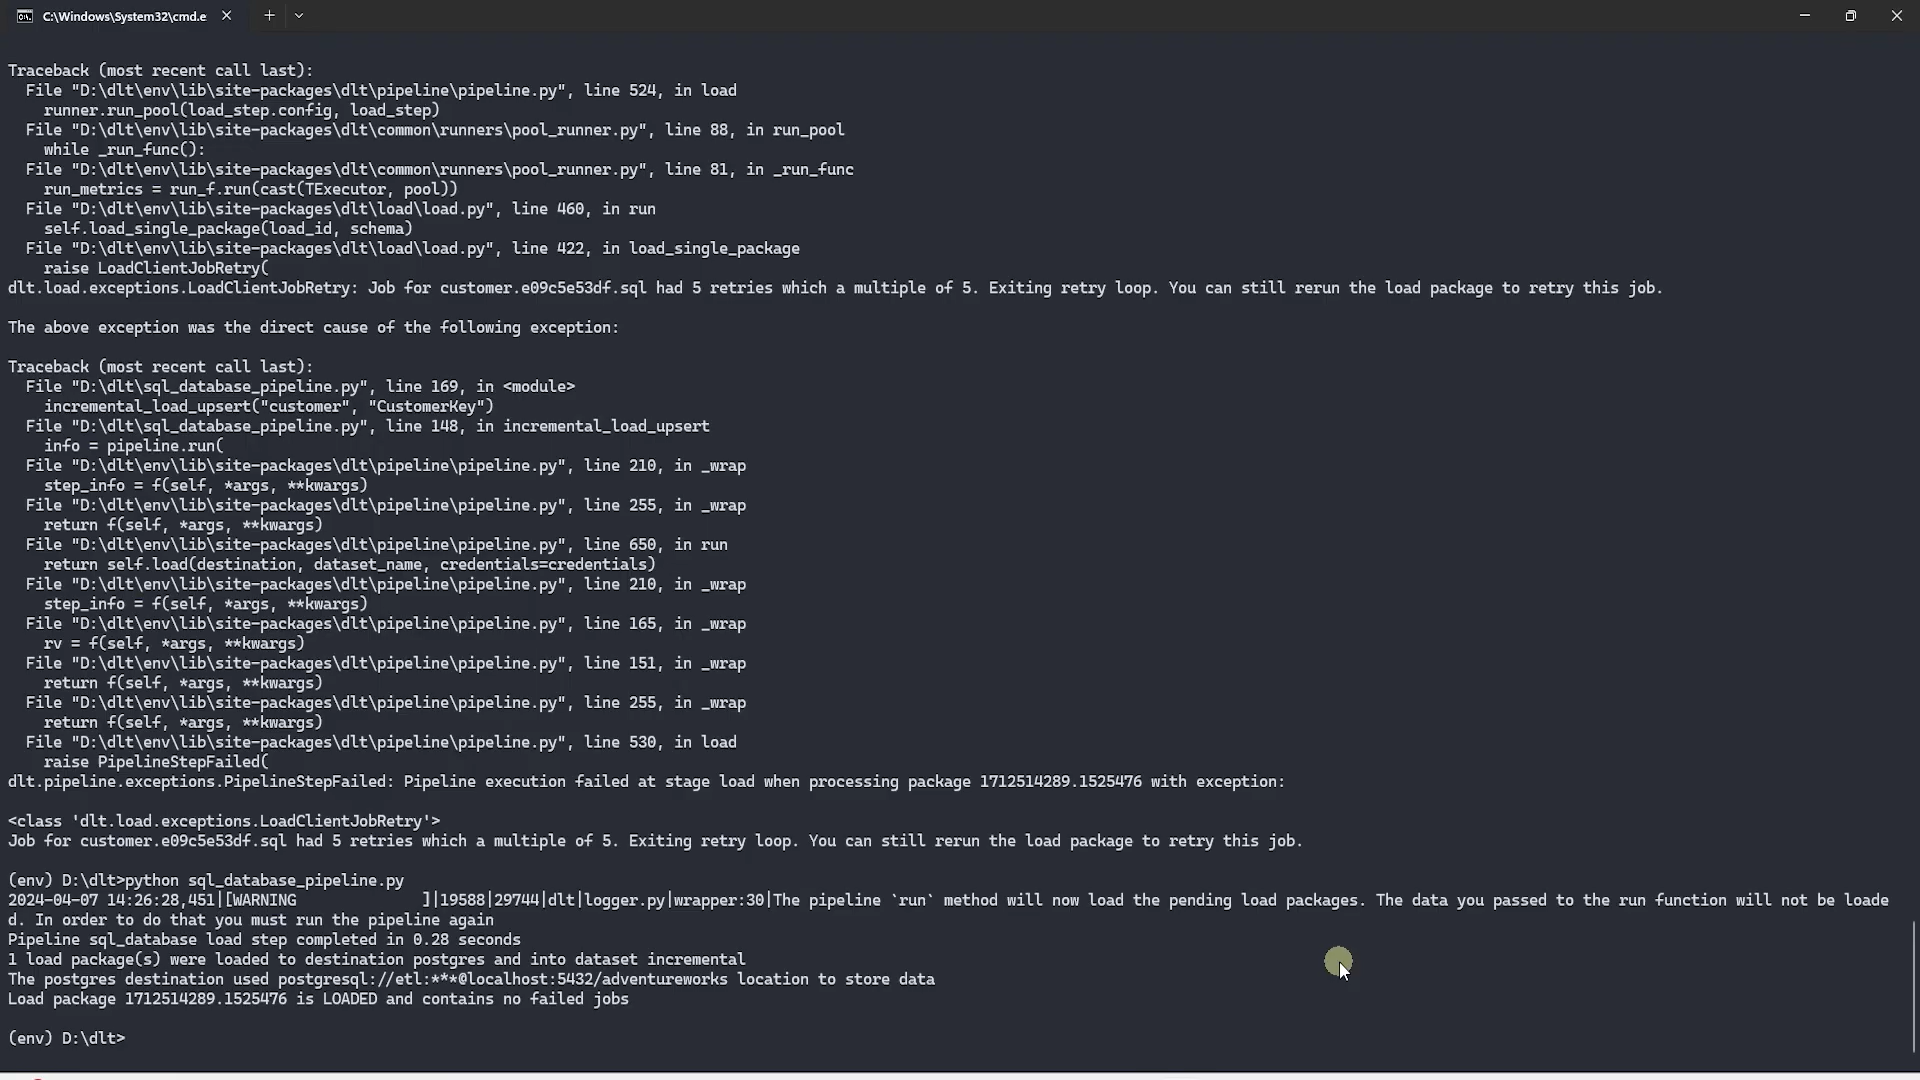 C:\Windows\System32\cmd.e
Traceback (most recent call last):
  File "D:\dlt\env\lib\site-packages\dlt\pipeline\pipeline.py", line 524, in load
    runner.run_pool(load_step.config, load_step)
  File "D:\dlt\env\lib\site-packages\dlt\common\runners\pool_runner.py", line 88, in run_pool
    while _run_func():
  File "D:\dlt\env\lib\site-packages\dlt\common\runners\pool_runner.py", line 81, in _run_func
    run_metrics = run_f.run(cast(TExecutor, pool))
  File "D:\dlt\env\lib\site-packages\dlt\load\load.py", line 460, in run
    self.load_single_package(load_id, schema)
  File "D:\dlt\env\lib\site-packages\dlt\load\load.py", line 422, in load_single_package
    raise LoadClientJobRetry(
dlt.load.exceptions.LoadClientJobRetry: Job for customer.e09c5e53df.sql had 5 retries which a multiple of 5. Exiting retry loop. You can still rerun the load package to retry this job.
The above exception was the direct cause of the following exception:
Traceback (most recent call last):
  File "D:\dlt\sql_database_pipeline.py", line 169, in <module>
    incremental_load_upsert("customer", "CustomerKey")
  File "D:\dlt\sql_database_pipeline.py", line 148, in incremental_load_upsert
    info = pipeline.run(
  File "D:\dlt\env\lib\site-packages\dlt\pipeline\pipeline.py", line 210, in _wrap
    step_info = f(self, *args, **kwargs)
  File "D:\dlt\env\lib\site-packages\dlt\pipeline\pipeline.py", line 255, in _wrap
    return f(self, *args, **kwargs)
  File "D:\dlt\env\lib\site-packages\dlt\pipeline\pipeline.py", line 650, in run
    return self.load(destination, dataset_name, credentials=credentials)
  File "D:\dlt\env\lib\site-packages\dlt\pipeline\pipeline.py", line 210, in _wrap
    step_info = f(self, *args, **kwargs)
  File "D:\dlt\env\lib\site-packages\dlt\pipeline\pipeline.py", line 165, in _wrap
    rv = f(self, *args, **kwargs)
  File "D:\dlt\env\lib\site-packages\dlt\pipeline\pipeline.py", line 151, in _wrap
    return f(self, *args, **kwargs)
  File "D:\dlt\env\lib\site-packages\dlt\pipeline\pipeline.py", line 255, in _wrap
    return f(self, *args, **kwargs)
  File "D:\dlt\env\lib\site-packages\dlt\pipeline\pipeline.py", line 530, in load
    raise PipelineStepFailed(
dlt.pipeline.exceptions.PipelineStepFailed: Pipeline execution failed at stage load when processing package 1712514289.1525476 with exception:
<class 'dlt.load.exceptions.LoadClientJobRetry'>
Job for customer.e09c5e53df.sql had 5 retries which a multiple of 5. Exiting retry loop. You can still rerun the load package to retry this job.
(env) D:\dlt>python sql_database_pipeline.py
2024-04-07 14:26:28,451|[WARNING              ]|19588|29744|dlt|logger.py|wrapper:30|The pipeline `run` method will now load the pending load packages. The data you passed to the run function will not be loade
d. In order to do that you must run the pipeline again
Pipeline sql_database load step completed in 0.28 seconds
1 load package(s) were loaded to destination postgres and into dataset incremental
The postgres destination used postgresql://etl:***@localhost:5432/adventureworks location to store data
Load package 1712514289.1525476 is LOADED and contains no failed jobs
(env) D:\dlt>